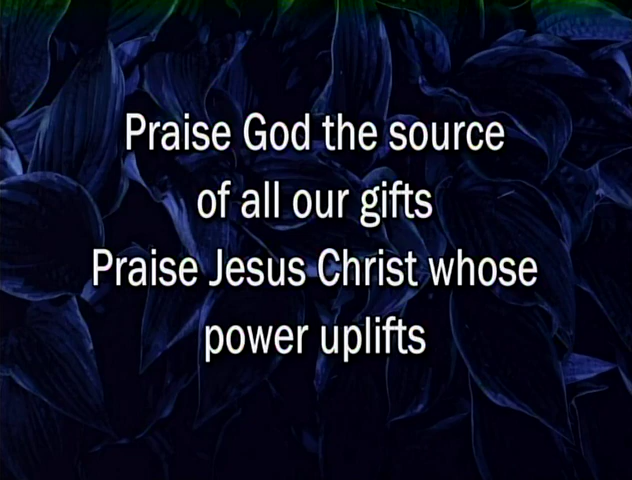 Praise God the source
of all our gifts
Praise Jesus Christ whose
power uplifts